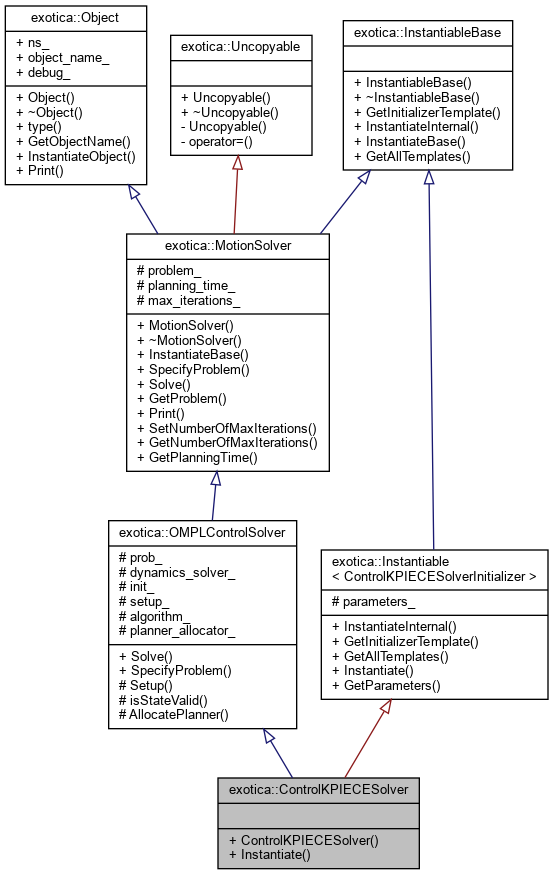 exotica::Object
+ ns_
+ object_name_
+ debug_
+ Object()
+ ~Object()
+ type()
+ GetObjectName()
+ InstantiateObject()
+ Print()
exotica::Uncopyable
+ Uncopyable()
+ ~Uncopyable()
- Uncopyable()
- operator=()
exotica::InstantiableBase
+ InstantiableBase()
+ ~InstantiableBase()
+ GetInitializerTemplate()
+ InstantiateInternal()
+ InstantiateBase()
+ GetAllTemplates()
exotica::MotionSolver
# problem_
# planning_time_
# max_iterations_
+ MotionSolver()
+ ~MotionSolver()
+ InstantiateBase()
+ SpecifyProblem()
+ Solve()
+ GetProblem()
+ Print()
+ SetNumberOfMaxIterations()
+ GetNumberOfMaxIterations()
+ GetPlanningTime()
exotica::OMPLControlSolver
# prob_
# dynamics_solver_
# init_
# setup_
# algorithm_
# planner_allocator_
+ Solve()
+ SpecifyProblem()
# Setup()
# isStateValid()
# AllocatePlanner()
exotica::Instantiable
< ControlKPIECESolverInitializer >
# parameters_
+ InstantiateInternal()
+ GetInitializerTemplate()
+ GetAllTemplates()
+ Instantiate()
+ GetParameters()
exotica::ControlKPIECESolver
+ ControlKPIECESolver()
+ Instantiate()